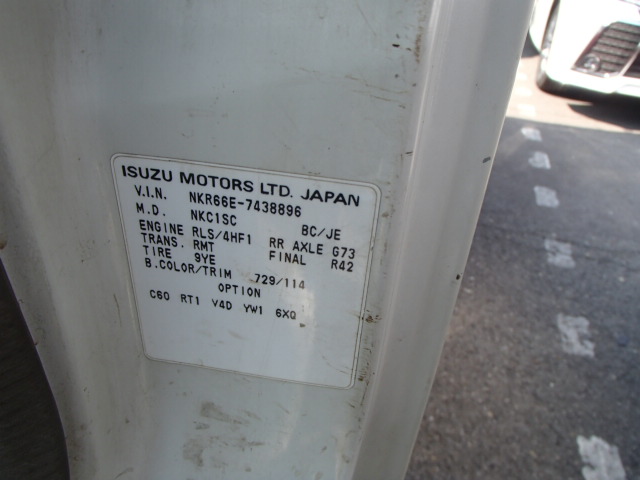 ISUZU MOTORS LTD. JAPAN
V.I.N. NKR66E-7438896
M.D. NKC1SC BC/JE
ENGINE RLS/4HF1 RR AXLE G73
TRANS. RMT FINAL R42
TIRE 9YE
B.COLOR/TRIM 729/114
OPTION
C60 RT1 V4D YW1 6XQ